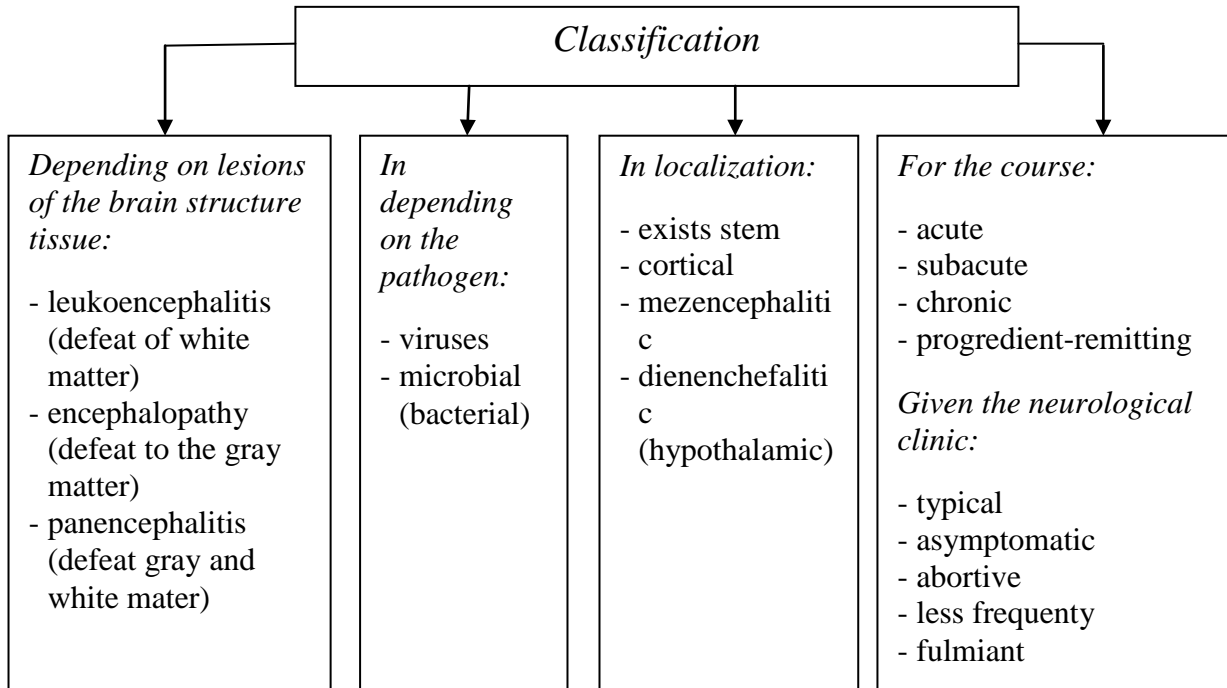 Classification
Depending on lesions
of the brain structure
tissue:
- leukoencephalitis
(defeat of white
matter)
- encephalopathy
(defeat to the gray
matter)
- panencephalitis
(defeat gray and
white mater)
In
depending
on the
pathogen:
- viruses
- microbial
(bacterial)
In localization:
- exists stem
- cortical
- mezencephaliti
c
- dienenchefaliti
c
(hypothalamic)
For the course:
- acute
- subacute
- chronic
- progredient-remitting
Given the neurological
clinic:
- typical
- asymptomatic
- abortive
- less frequenty
- fulmiant